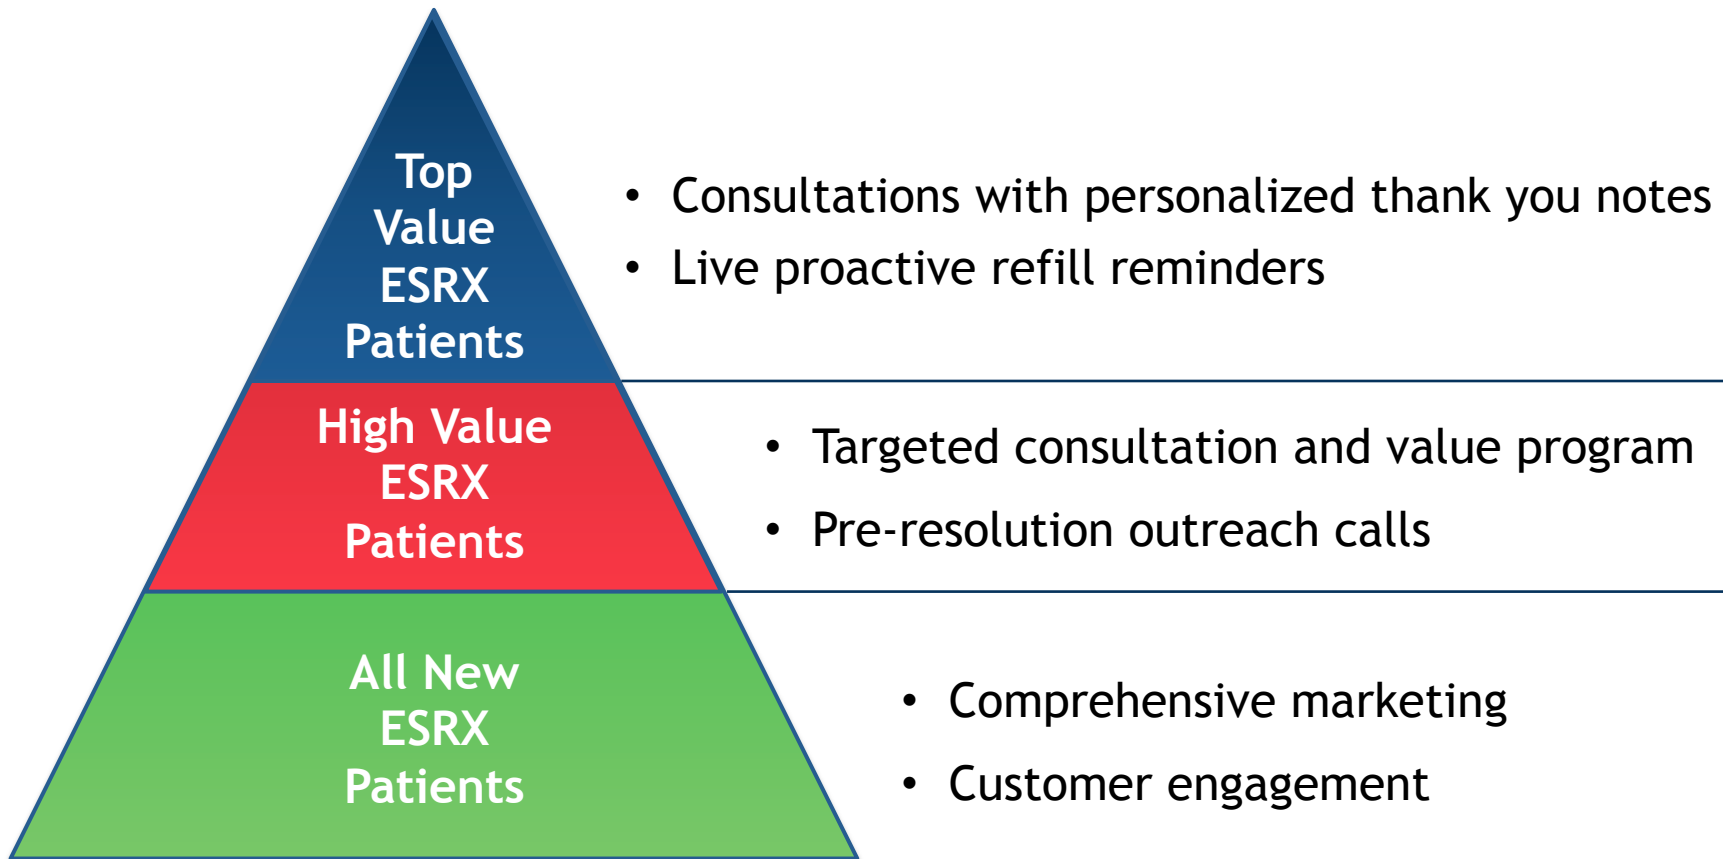 Top
Value
ESRX
Patients
• Consultations with personalized thank you notes
• Live proactive refill reminders
High Value
ESRX
Patients
• Targeted consultation and value program
• Pre-resolution outreach calls
All New
ESRX
Patients
• Comprehensive marketing
• Customer engagement